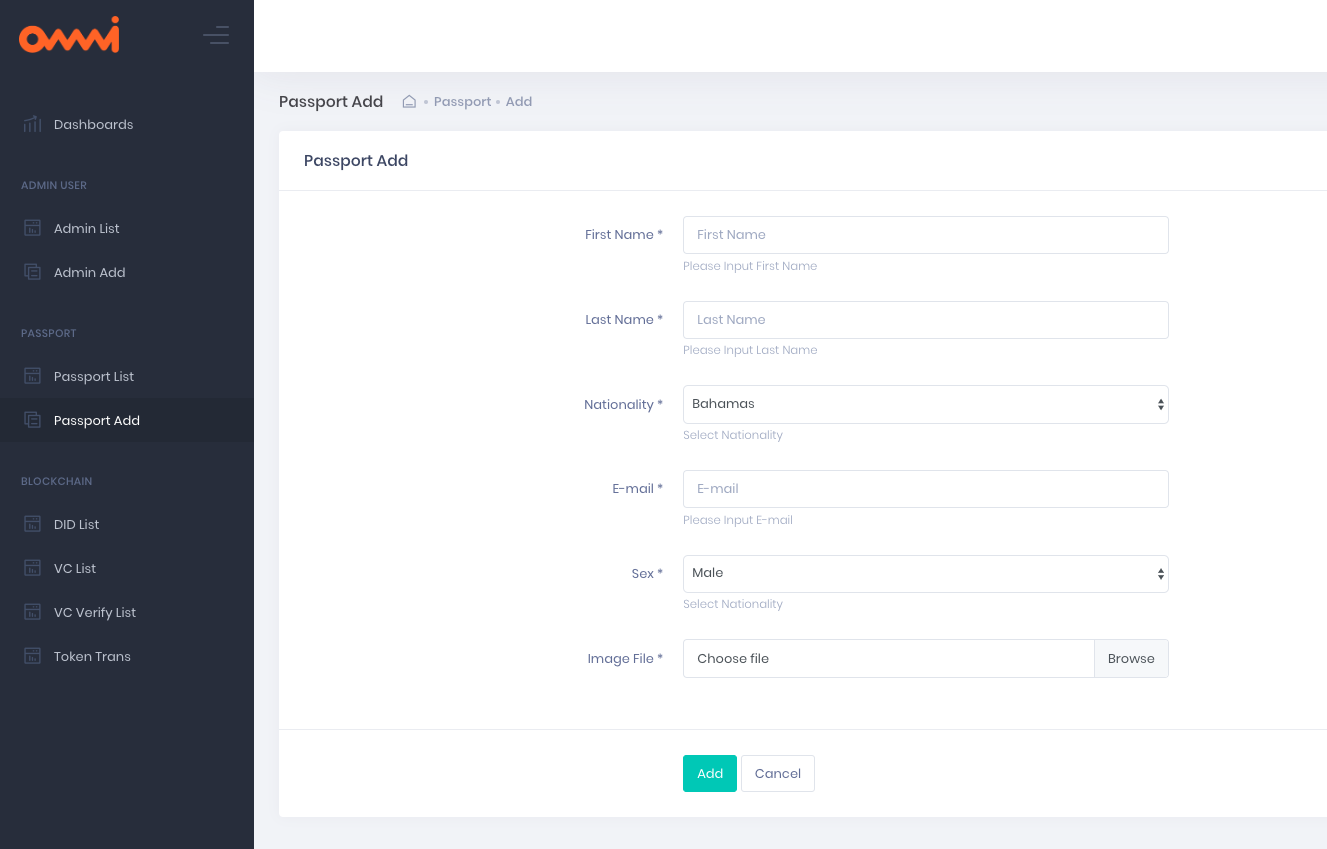 omni
Dashboards
ADMIN USER
Admin List
Admin Add
PASSPORT
Passport List
Passport Add
BLOCKCHAIN
DID List
VC List
VC Verify List
Token Trans
Passport Add • Passport • Add
Passport Add
First Name * First Name
Please Input First Name
Last Name * Last Name
Please Input Last Name
Nationality * Bahamas
Select Nationality
E-mail * E-mail
Please Input E-mail
Sex * Male
Select Nationality
Image File * Choose file Browse
Add Cancel